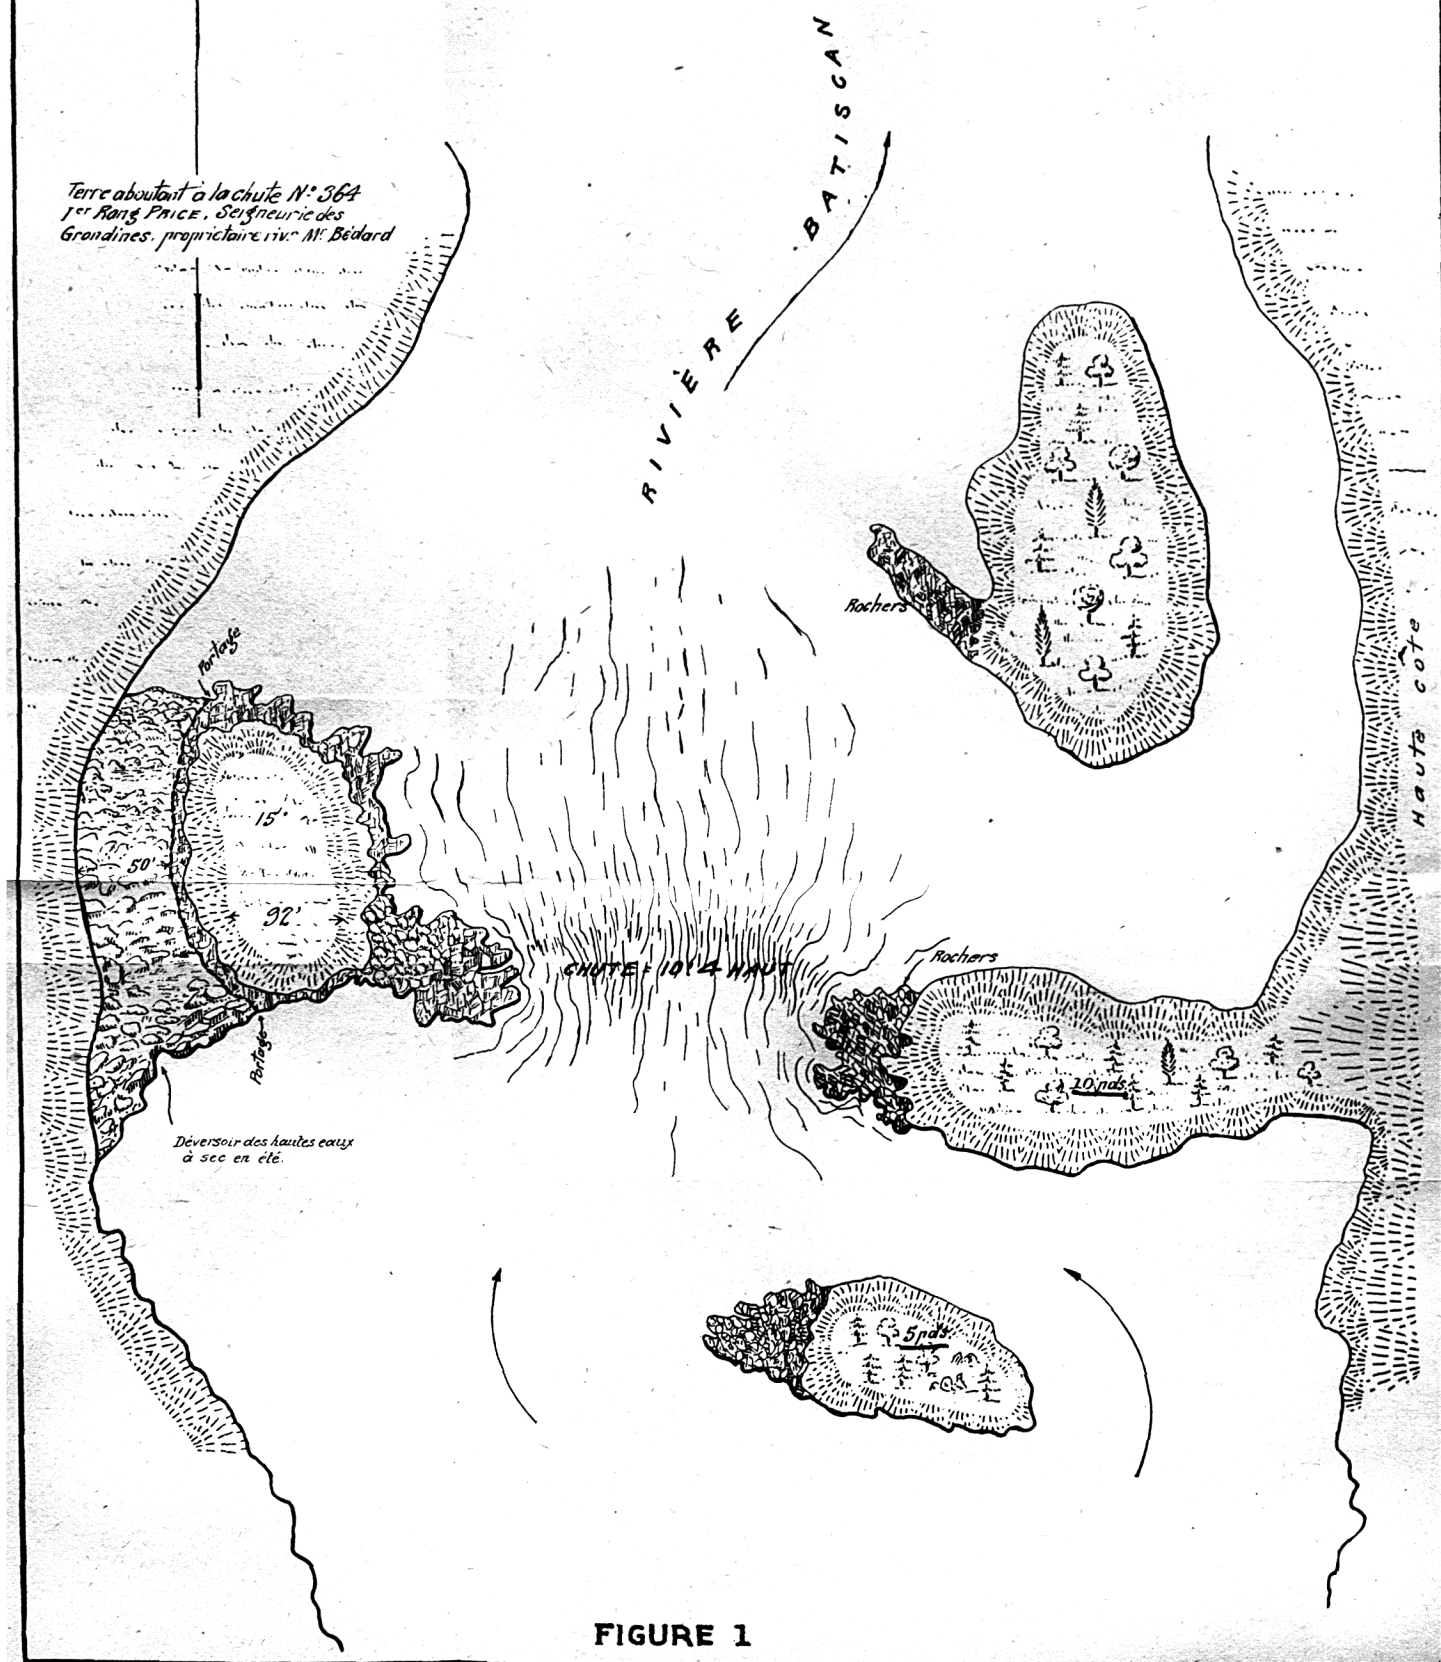 Terre aboutant à la chute Nº 364
1er Rang PRICE. Seigneurie des
Grondines. propriétaire riv. Mr Bédard
RIVIÈRE BATISCAN
Rochers
Haute côte
Portage
15'
50'
92'
CHUTE = 10'.4 HAUT
Rochers
10 pds
Portage
Déversoir des hautes eaux
à sec en été.
5 pds.
FIGURE 1